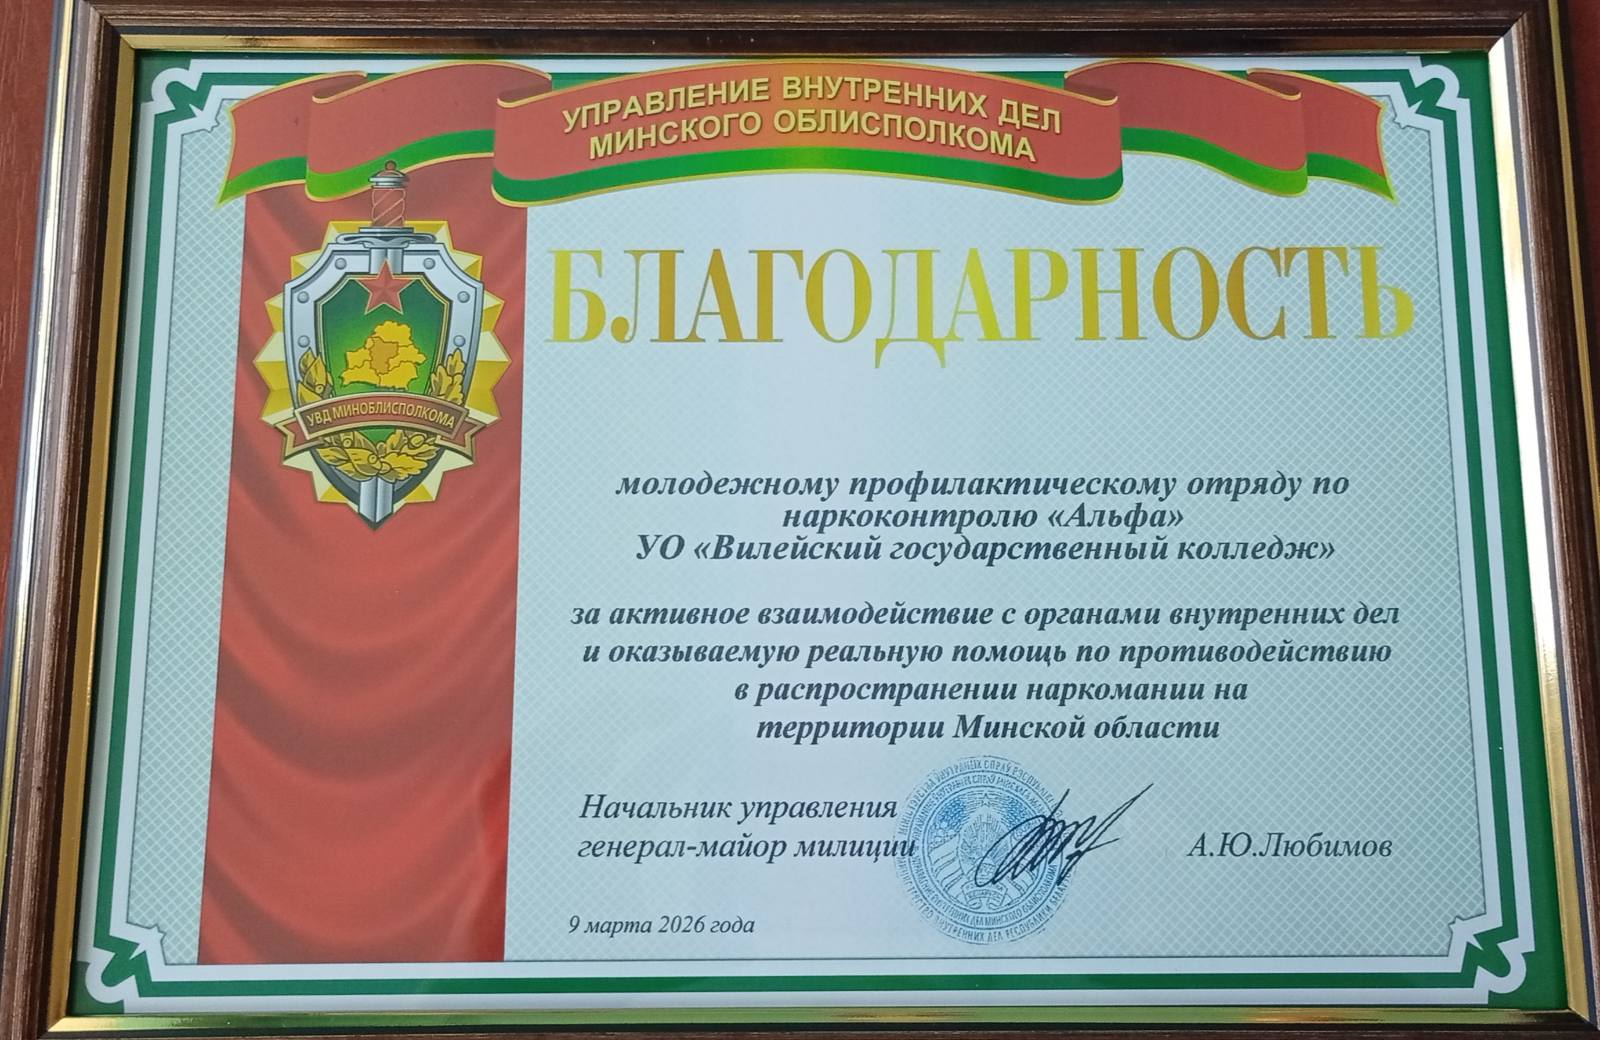 УПРАВЛЕНИЕ ВНУТРЕННИХ ДЕЛ
МИНСКОГО ОБЛИСПОЛКОМА
УВД МИНОБЛИСПОЛКОМА
БЛАГОДАРНОСТЬ
молодежному профилактическому отряду по
наркоконтролю «Альфа»
УО «Вилейский государственный колледж»
за активное взаимодействие с органами внутренних дел
и оказываемую реальную помощь по противодействию
в распространении наркомании на
территории Минской области
Начальник управления
генерал-майор милиции
А.Ю.Любимов
9 марта 2026 года